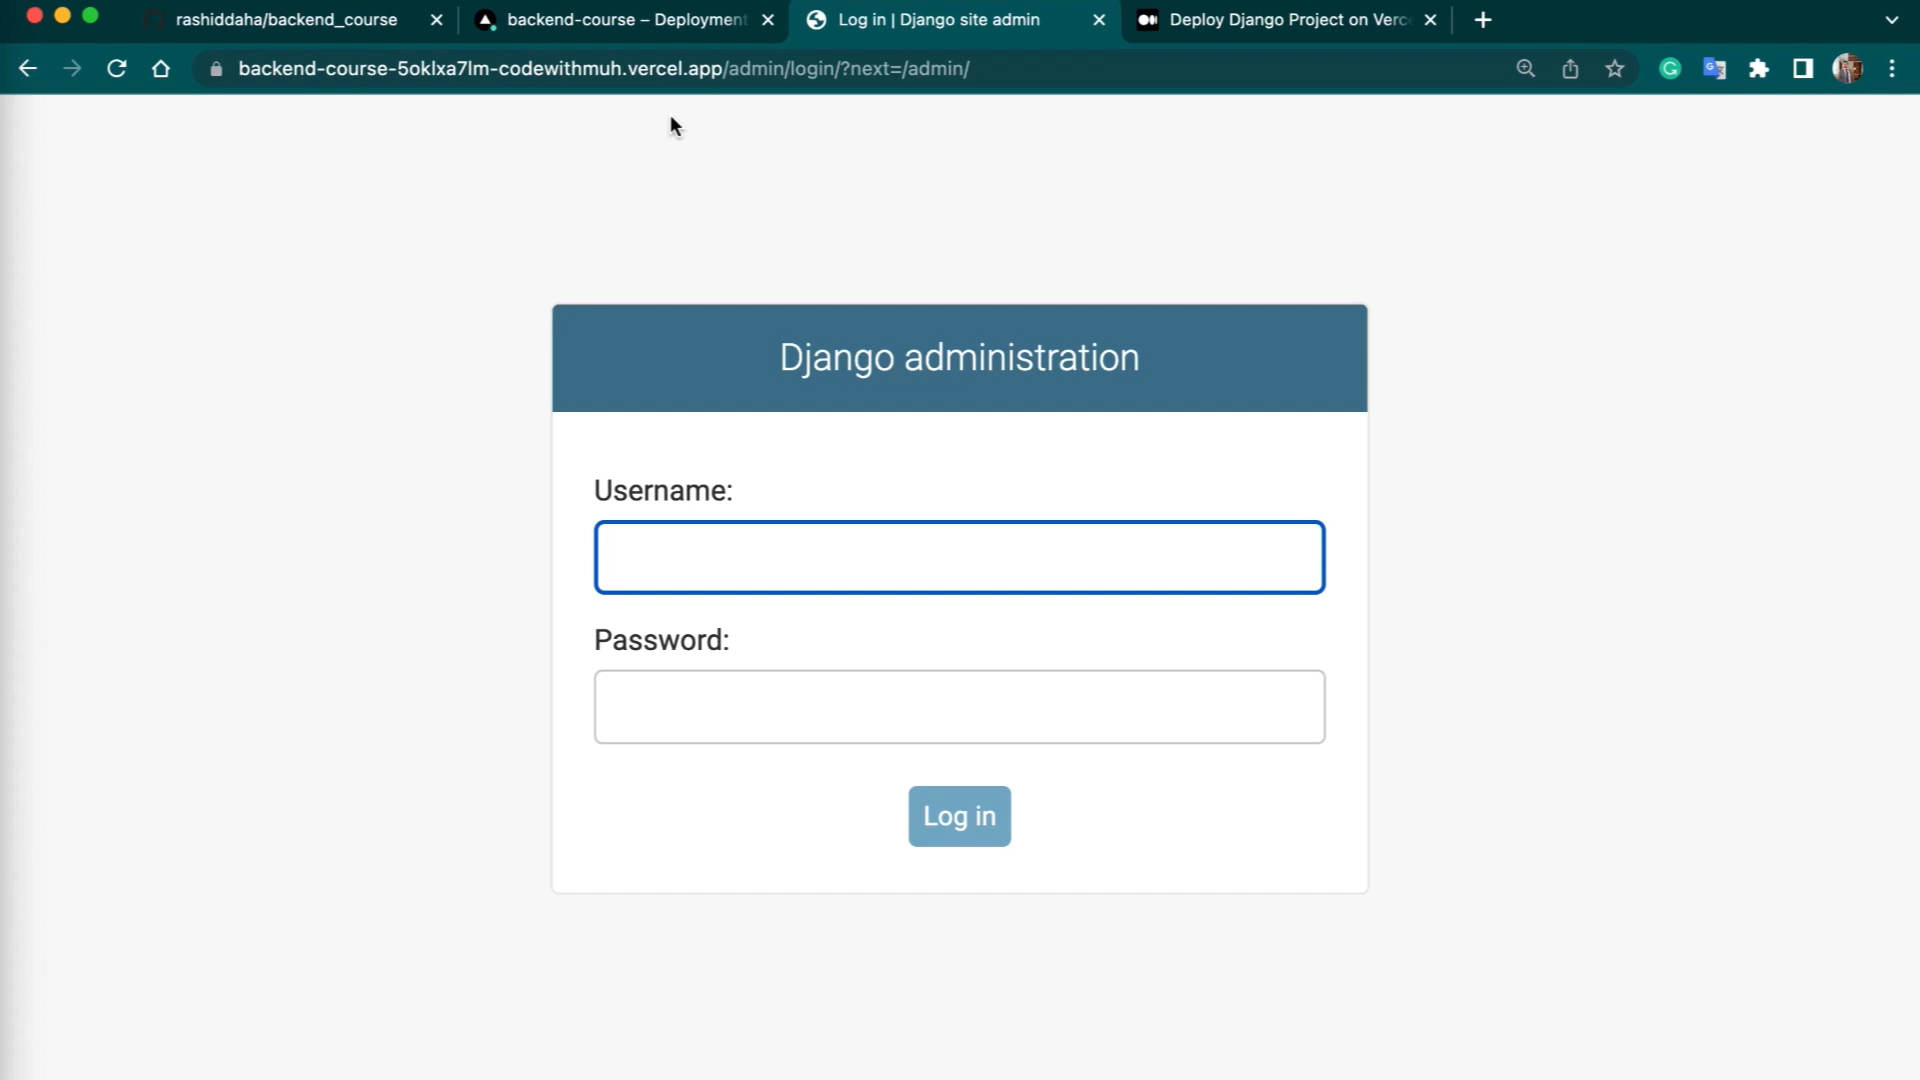 rashiddaha/backend_course
backend-course – Deployment
Log in | Django site admin
Deploy Django Project on Verc
backend-course-5oklxa7lm-codewithmuh.vercel.app/admin/login/?next=/admin/
Django administration
Username:
Password:
Log in